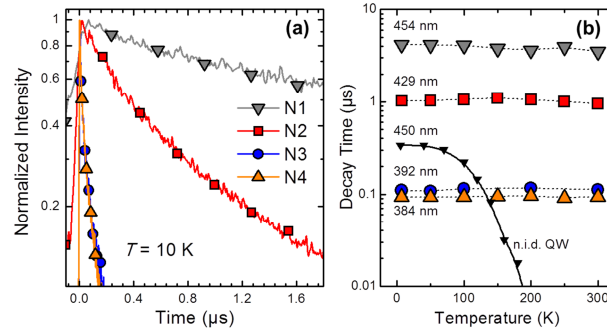 (a)
Normalized Intensity
1
0.8
0.6
0.4
0.2
N1
N2
N3
N4
T = 10 K
0.0 0.4 0.8 1.2 1.6
Time (µs)
(b)
Decay Time (µs)
10
1
0.1
0.01
454 nm
429 nm
450 nm
392 nm
384 nm
n.i.d. QW
0 100 200 300
Temperature (K)